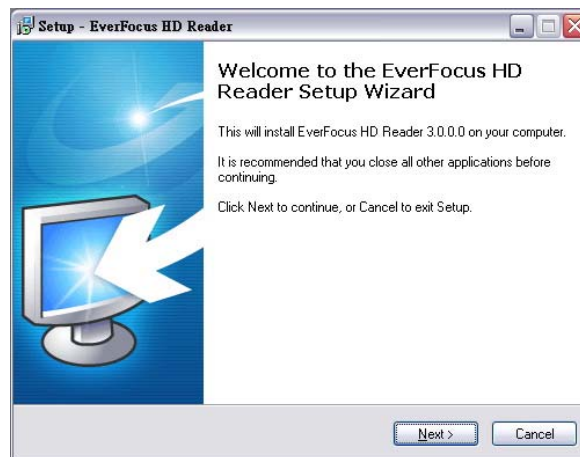 Setup - EverFocus HD Reader
Welcome to the EverFocus HD
Reader Setup Wizard
This will install EverFocus HD Reader 3.0.0.0 on your computer.
It is recommended that you close all other applications before
continuing.
Click Next to continue, or Cancel to exit Setup.
Next >
Cancel